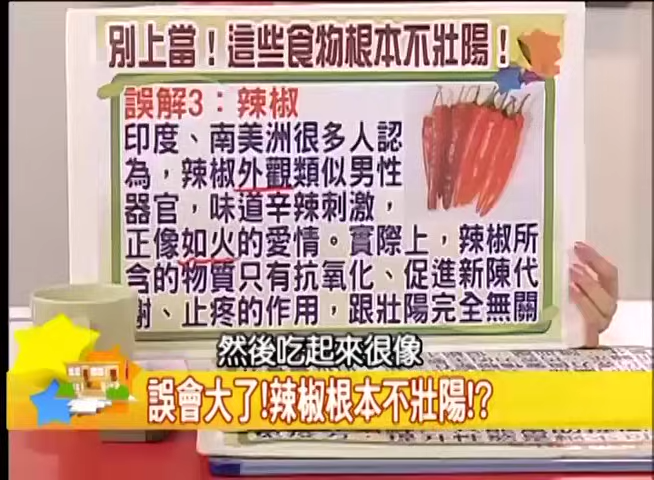 別上當！這些食物根本不壯陽！
誤解3：辣椒
印度、南美洲很多人認
為，辣椒外觀類似男性
器官，味道辛辣刺激，
正像如火的愛情。實際上，辣椒所
含的物質只有抗氧化、促進新陳代
謝、止疼的作用，跟壯陽完全無關
然後吃起來很像
誤會大了!辣椒根本不壯陽!?